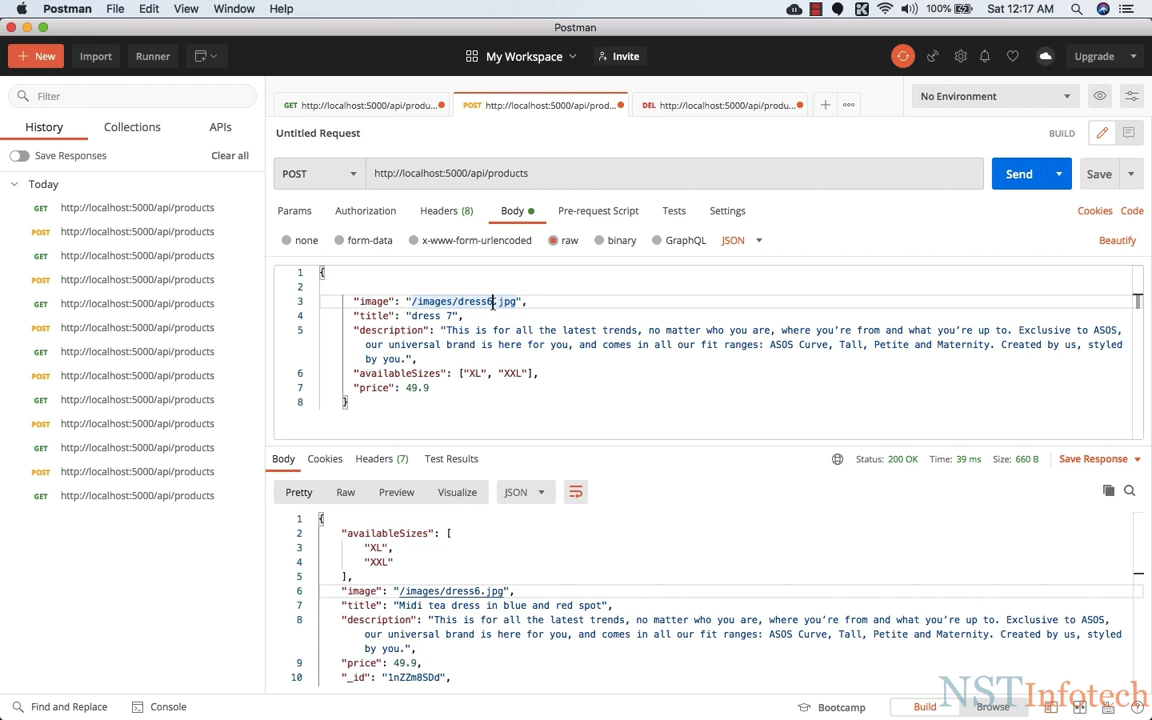 Postman File Edit View Window Help 100% Sat 12:17 AM
Postman
New Import Runner My Workspace Invite Upgrade
Filter
GET http://localhost:5000/api/produ... POST http://localhost:5000/api/prod... DEL http://localhost:5000/api/produ... No Environment
History Collections APIs
Untitled Request BUILD
Save Responses Clear all
POST http://localhost:5000/api/products Send Save
Today
GET http://localhost:5000/api/products
POST http://localhost:5000/api/products
GET http://localhost:5000/api/products
POST http://localhost:5000/api/products
GET http://localhost:5000/api/products
POST http://localhost:5000/api/products
GET http://localhost:5000/api/products
POST http://localhost:5000/api/products
GET http://localhost:5000/api/products
POST http://localhost:5000/api/products
GET http://localhost:5000/api/products
POST http://localhost:5000/api/products
GET http://localhost:5000/api/products
Params Authorization Headers (8) Body Pre-request Script Tests Settings Cookies Code
none form-data x-www-form-urlencoded raw binary GraphQL JSON Beautify
1 {
2
3 "image": "/images/dress6.jpg",
4 "title": "dress 7",
5 "description": "This is for all the latest trends, no matter who you are, where you're from and what you're up to. Exclusive to ASOS,
our universal brand is here for you, and comes in all our fit ranges: ASOS Curve, Tall, Petite and Maternity. Created by us, styled
by you.",
6 "availableSizes": ["XL", "XXL"],
7 "price": 49.9
8 }
Body Cookies Headers (7) Test Results Status: 200 OK Time: 39 ms Size: 660 B Save Response
Pretty Raw Preview Visualize JSON
1 {
2 "availableSizes": [
3 "XL",
4 "XXL"
5 ],
6 "image": "/images/dress6.jpg",
7 "title": "Midi tea dress in blue and red spot",
8 "description": "This is for all the latest trends, no matter who you are, where you're from and what you're up to. Exclusive to ASOS,
our universal brand is here for you, and comes in all our fit ranges: ASOS Curve, Tall, Petite and Maternity. Created by us, styled
by you.",
9 "price": 49.9,
10 "_id": "1nZZm8SDd",
Find and Replace Console Bootcamp Build Browse
NSTInfotech